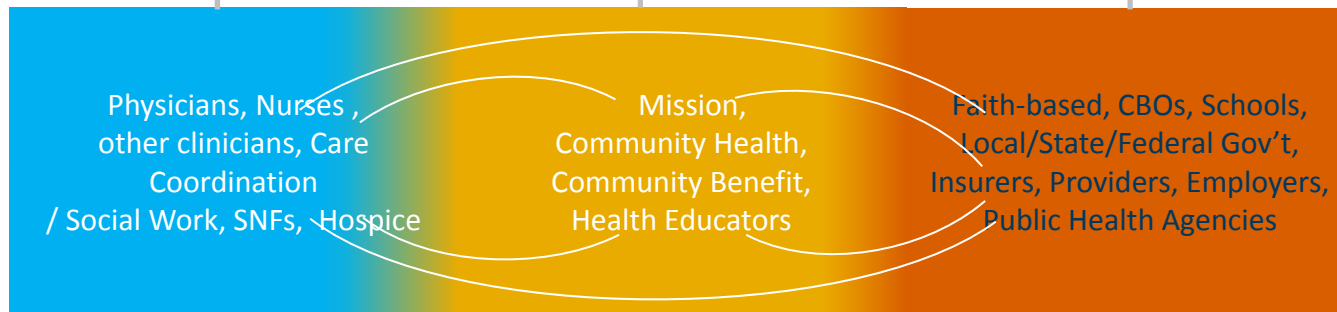 Physicians, Nurses ,
other clinicians, Care
Coordination
/ Social Work, SNFs, Hospice
Mission,
Community Health,
Community Benefit,
Health Educators
Faith-based, CBOs, Schools,
Local/State/Federal Gov’t,
Insurers, Providers, Employers,
Public Health Agencies